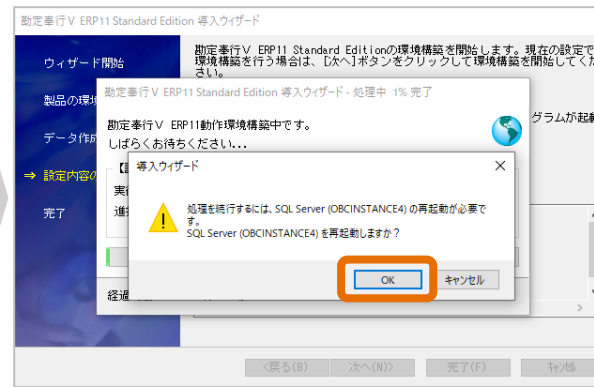 勘定奉行V ERP11 Standard Edition 導入ウィザード
ウィザード開始
製品の環境
データ作成
⇒ 設定内容の
完了
勘定奉行V ERP11 Standard Editionの環境構築を開始します。現在の設定で
環境構築を行う場合は、[次へ]ボタンをクリックして環境構築を開始してくだ
さい。
グラムが起動
勘定奉行V ERP11 Standard Edition 導入ウィザード - 処理中 1% 完了
勘定奉行V ERP11動作環境構築中です。
しばらくお待ちください...
実行
進捗
経過
導入ウィザード
処理を続行するには、SQL Server (OBCINSTANCE4) の再起動が必要で
す。
SQL Server (OBCINSTANCE4) を再起動しますか？
OK
キャンセル
<戻る(B)
次へ(N)>
完了(F)
キャンセル